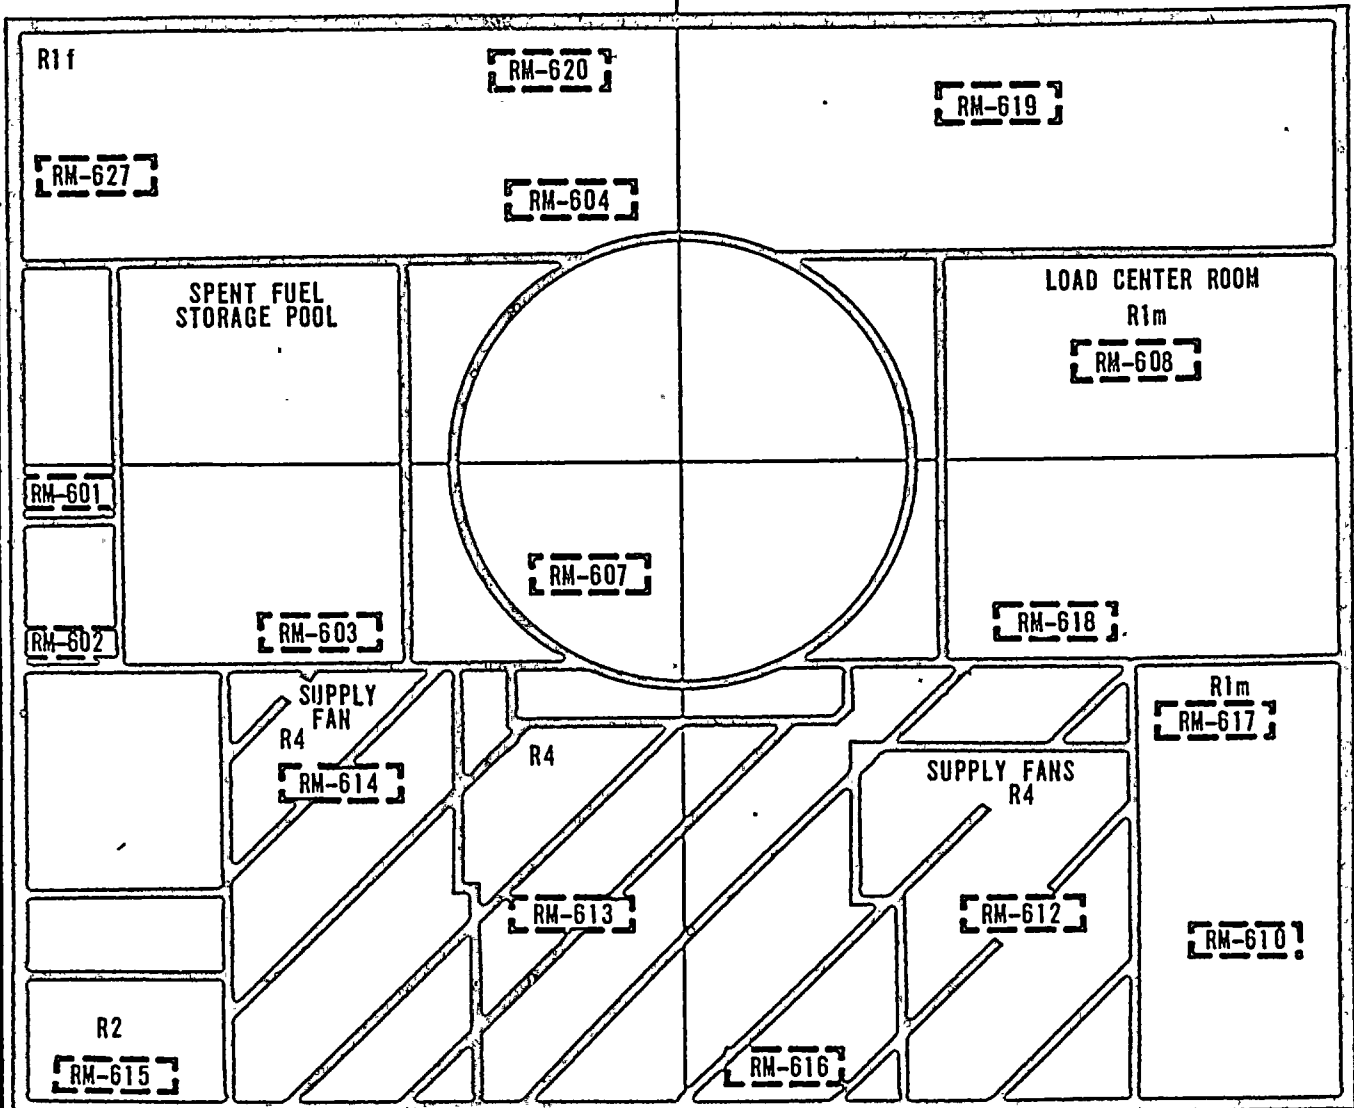 R1f
RM-620
RM-619
RM-627
RM-604
SPENT FUEL
STORAGE POOL
LOAD CENTER ROOM
R1m
RM-608
RM-601
RM-607
RM-603
RM-618
RM-602
SUPPLY
FAN
R4
RM-614
R4
R1m
RM-617
SUPPLY FANS
R4
RM-613
RM-612
RM-610
R2
RM-615
RM-616